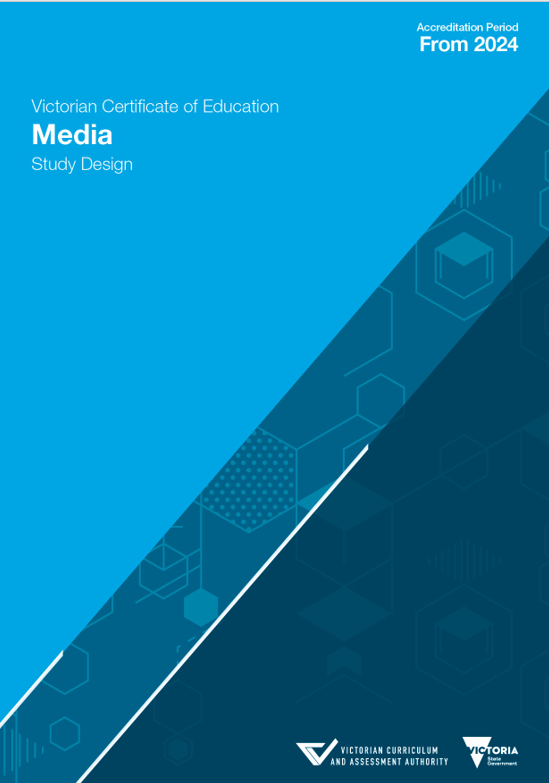 Accreditation Period
From 2024
Victorian Certificate of Education
Media
Study Design
VICTORIAN CURRICULUM
AND ASSESSMENT AUTHORITY
VICTORIA
State
Government